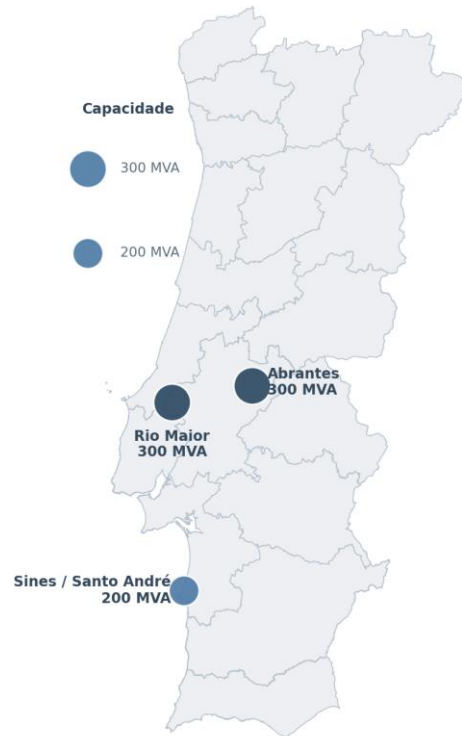 Capacidade
300 MVA
200 MVA
Abrantes
300 MVA
Rio Maior
300 MVA
Sines / Santo André
200 MVA